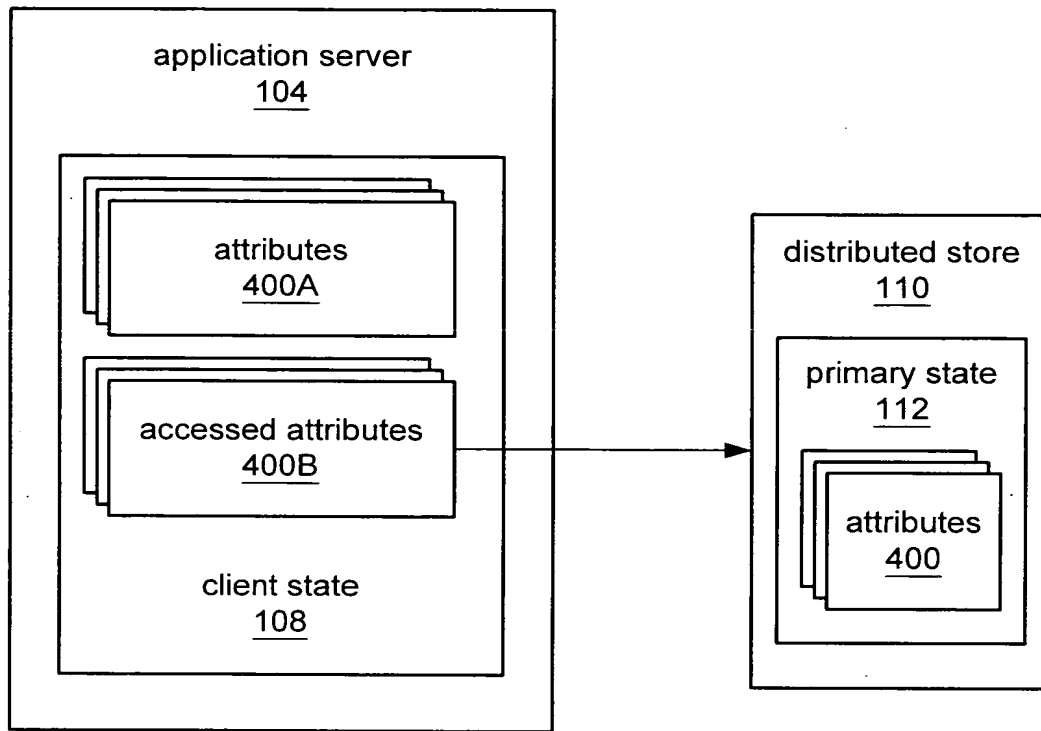 application server
104
attributes
400A
accessed attributes
400B
client state
108
distributed store
110
primary state
112
attributes
400